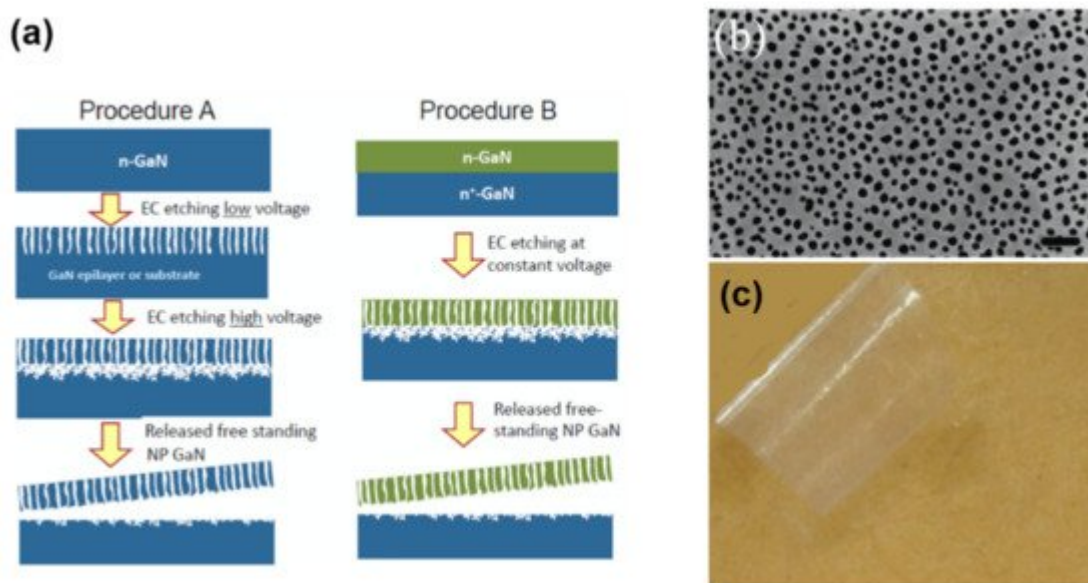 (a)
Procedure A
n-GaN
EC etching low voltage
GaN epilayer or substrate
EC etching high voltage
Released free standing
NP GaN
Procedure B
n-GaN
n⁺-GaN
EC etching at
constant voltage
Released free-
standing NP GaN
(b)
(c)